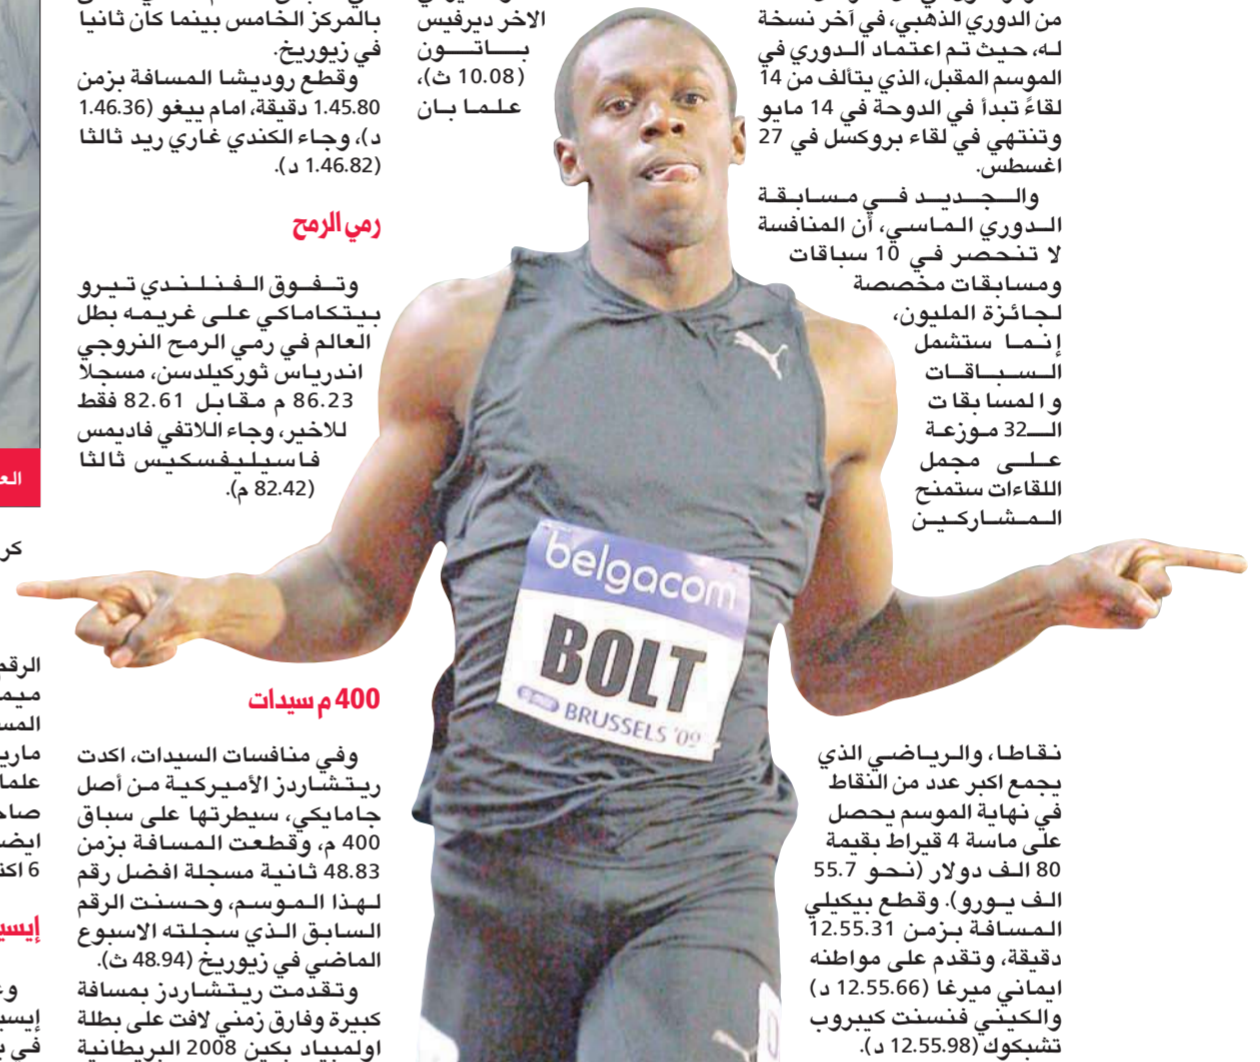 من الدوري الذهبي، في آخر نسخة
له، حيث تم اعتماد الدوري في
الموسم المقبل، الذي يتألف من 14
لقاءً تبدأ في الدوحة في 14 مايو
وتنتهي في لقاء بروكسل في 27
اغسطس.
والجديد في مسابقة
الدوري الماسي، أن المنافسة
لا تنحصر في 10 سباقات
ومسابقات مخصصة
لجائزة المليون،
إنما ستشمل
السباقات
والمسابقات
الـ32 موزعة
على مجمل
اللقاءات ستمنح
المشاركين
نقاطا، والرياضي الذي
يجمع اكبر عدد من النقاط
في نهاية الموسم يحصل
على ماسة 4 قيراط بقيمة
80 الف دولار (نحو 55.7
الف يورو). وقطع بيكيلي
المسافة بزمن 12.55.31
دقيقة، وتقدم على مواطنه
ايماني ميرغا (12.55.66 د)
والكيني فنسنت كيبروب
تشبكوك (12.55.98 د).
الاخر ديرفيس
باتون
(10.08 ث)،
علما بان
belgacom
BOLT
BRUSSELS '09
بالمركز الخامس بينما كان ثانيا
في زيوريخ.
وقطع روديشا المسافة بزمن
1.45.80 دقيقة، امام ييغو (1.46.36
د)، وجاء الكندي غاري ريد ثالثا
(1.46.82 د).
رمي الرمح
وتفوق الفنلندي تيرو
بيتكاماكي على غريمه بطل
العالم في رمي الرمح النروجي
اندرياس ثوركيلدسن، مسجلا
86.23 م مقابل 82.61 فقط
للاخير، وجاء اللاتفي فاديمس
فاسيليفسكيس ثالثا
(82.42 م).
400 م سيدات
وفي منافسات السيدات، اكدت
ريتشاردز الأميركية من أصل
جامايكي، سيطرتها على سباق
400 م، وقطعت المسافة بزمن
48.83 ثانية مسجلة افضل رقم
لهذا الموسم، وحسنت الرقم
السابق الذي سجلته الاسبوع
الماضي في زيوريخ (48.94 ث).
وتقدمت ريتشاردز بمسافة
كبيرة وفارق زمني لافت على بطلة
اولمبياد بكين 2008 البريطانية